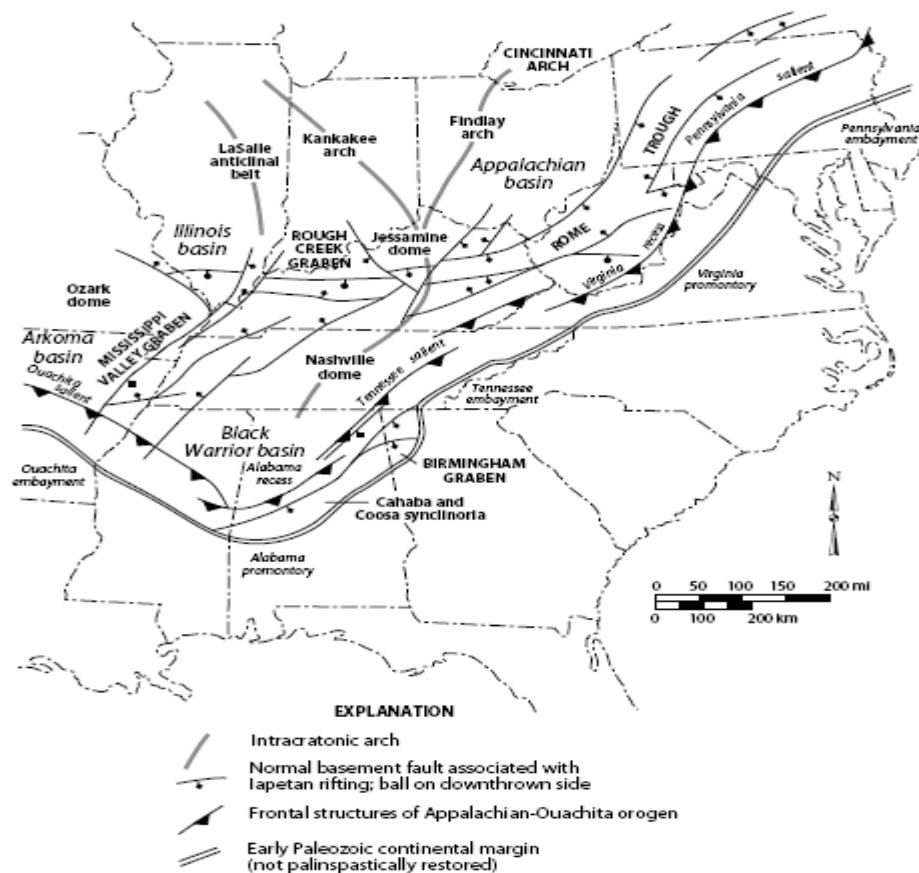 CINCINNATI
ARCH
salient
Pennsylvania
TROUGH
Findlay
arch
Kankakee
arch
LaSalle
anticlinal
belt
Pennsylvania
embayment
Appalachian
basin
Illinois
basin
ROUGH
CREEK
GRABEN
Jessamine
dome
ROME
recess
Virginia
Virginia
promontory
Ozark
dome
MISSISSIPPI
VALLEY GRABEN
Arkoma
basin
Ouachita
salient
Nashville
dome
Tennessee salient
Tennessee
embayment
Black
Warrior basin
Alabama
recess
BIRMINGHAM
GRABEN
Ouachita
embayment
Cahaba and
Coosa synclinoria
Alabama
promontory
N
0 50 100 150 200 mi
0 100 200 km
EXPLANATION
Intracratonic arch
Normal basement fault associated with
Iapetan rifting; ball on downthrown side
Frontal structures of Appalachian-Ouachita orogen
Early Paleozoic continental margin
(not palinspastically restored)